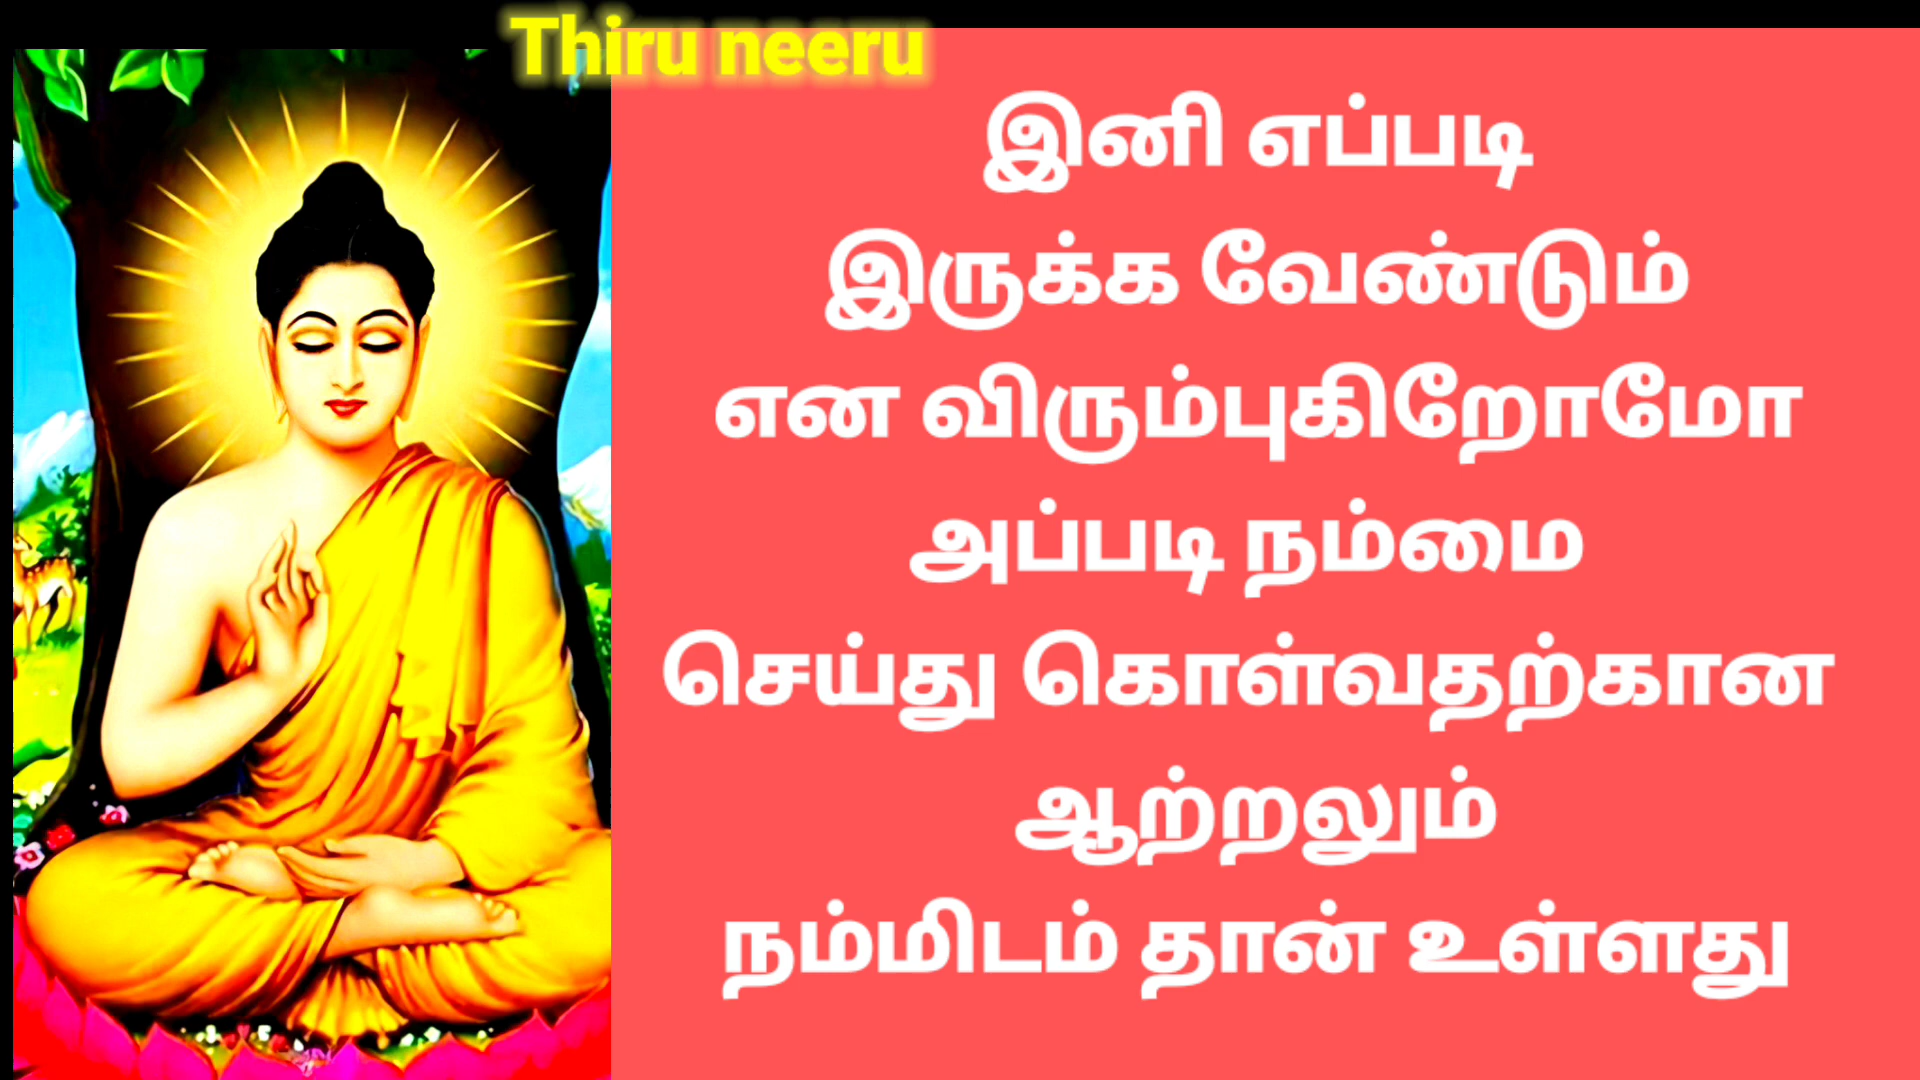 Thiru neeru
இனி எப்படி
இருக்க வேண்டும்
என விரும்புகிறோமோ
அப்படி நம்மை
செய்து கொள்வதற்கான
ஆற்றலும்
நம்மிடம் தான் உள்ளது